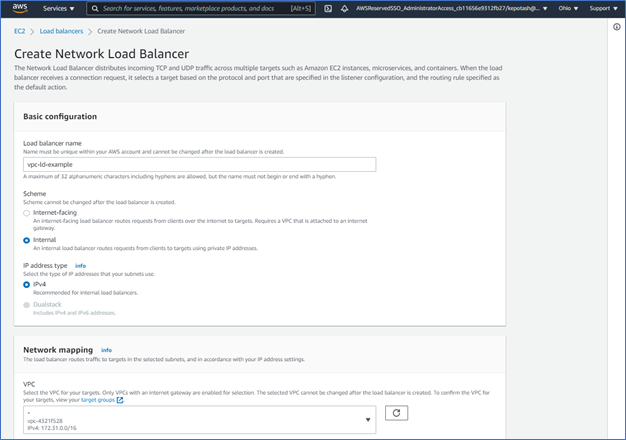 aws
Services
Search for services, features, marketplace products, and docs [Alt+S]
AWSReservedSSO_AdministratorAccess_cb11656e9312fb27/kepotash@...
Ohio
Support
EC2 > Load balancers > Create Network Load Balancer
Create Network Load Balancer
The Network Load Balancer distributes incoming TCP and UDP traffic across multiple targets such as Amazon EC2 instances, microservices, and containers. When the load
balancer receives a connection request, it selects a target based on the protocol and port that are specified in the listener configuration, and the routing rule specified as
the default action.
Basic configuration
Load balancer name
Name must be unique within your AWS account and cannot be changed after the load balancer is created.
vpc-ld-example
A maximum of 32 alphanumeric characters including hyphens are allowed, but the name must not begin or end with a hyphen.
Scheme
Scheme cannot be changed after the load balancer is created.
Internet-facing
An internet-facing load balancer routes requests from clients over the internet to targets. Requires a VPC that is attached to an internet
gateway.
Internal
An internal load balancer routes requests from clients to targets using private IP addresses.
IP address type Info
Select the type of IP addresses that your subnets use.
IPv4
Recommended for internal load balancers.
Dualstack
Includes IPv4 and IPv6 addresses.
Network mapping Info
The load balancer routes traffic to targets in the selected subnets, and in accordance with your IP address settings.
VPC
Select the VPC for your targets. Only VPCs with an internet gateway are enabled for selection. The selected VPC cannot be changed after the load balancer is created. To confirm the VPC for
your targets, view your target groups
-
vpc-4321f528
IPv4: 172.31.0.0/16